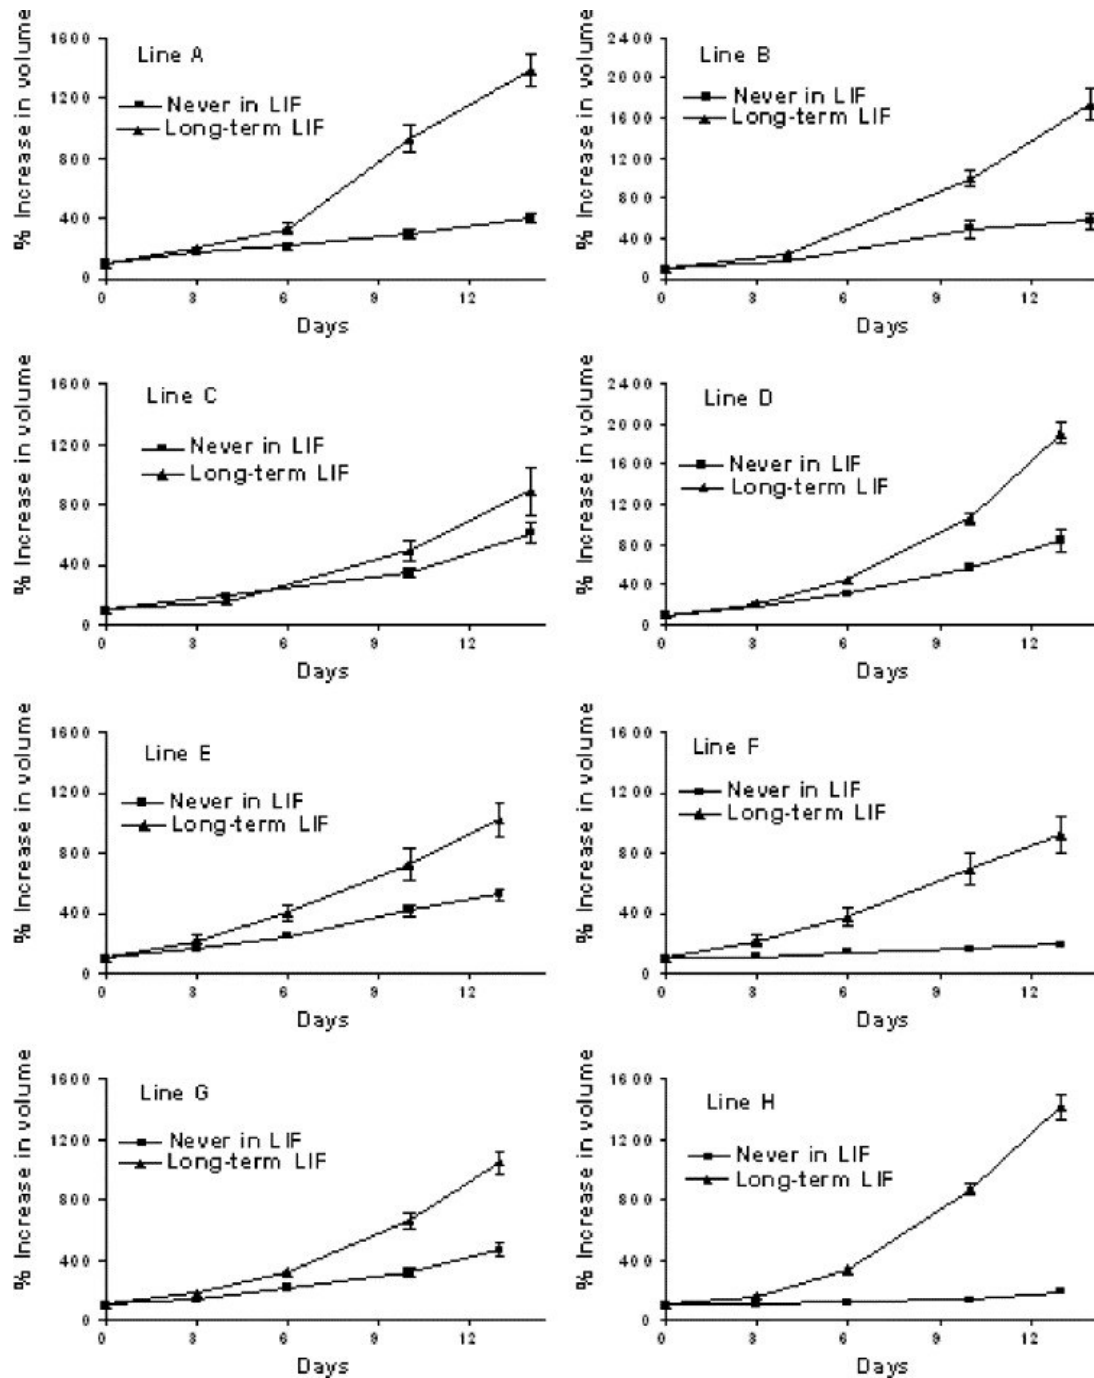 % Increase in volume
1600
1200
800
400
0
Line A
Never in LIF
Long-term LIF
0 3 6 9 12
Days
% Increase in volume
2400
2000
1600
1200
800
400
0
Line B
Never in LIF
Long-term LIF
0 3 6 9 12
Days
% Increase in volume
1600
1200
800
400
0
Line C
Never in LIF
Long-term LIF
0 3 6 9 12
Days
% Increase in volume
2400
2000
1600
1200
800
400
0
Line D
Never in LIF
Long-term LIF
0 3 6 9 12
Days
% Increase in volume
1600
1200
800
400
0
Line E
Never in LIF
Long-term LIF
0 3 6 9 12
Days
% Increase in volume
1600
1200
800
400
0
Line F
Never in LIF
Long-term LIF
0 3 6 9 12
Days
% Increase in volume
1600
1200
800
400
0
Line G
Never in LIF
Long-term LIF
0 3 6 9 12
Days
% Increase in volume
1600
1200
800
400
0
Line H
Never in LIF
Long-term LIF
0 3 6 9 12
Days